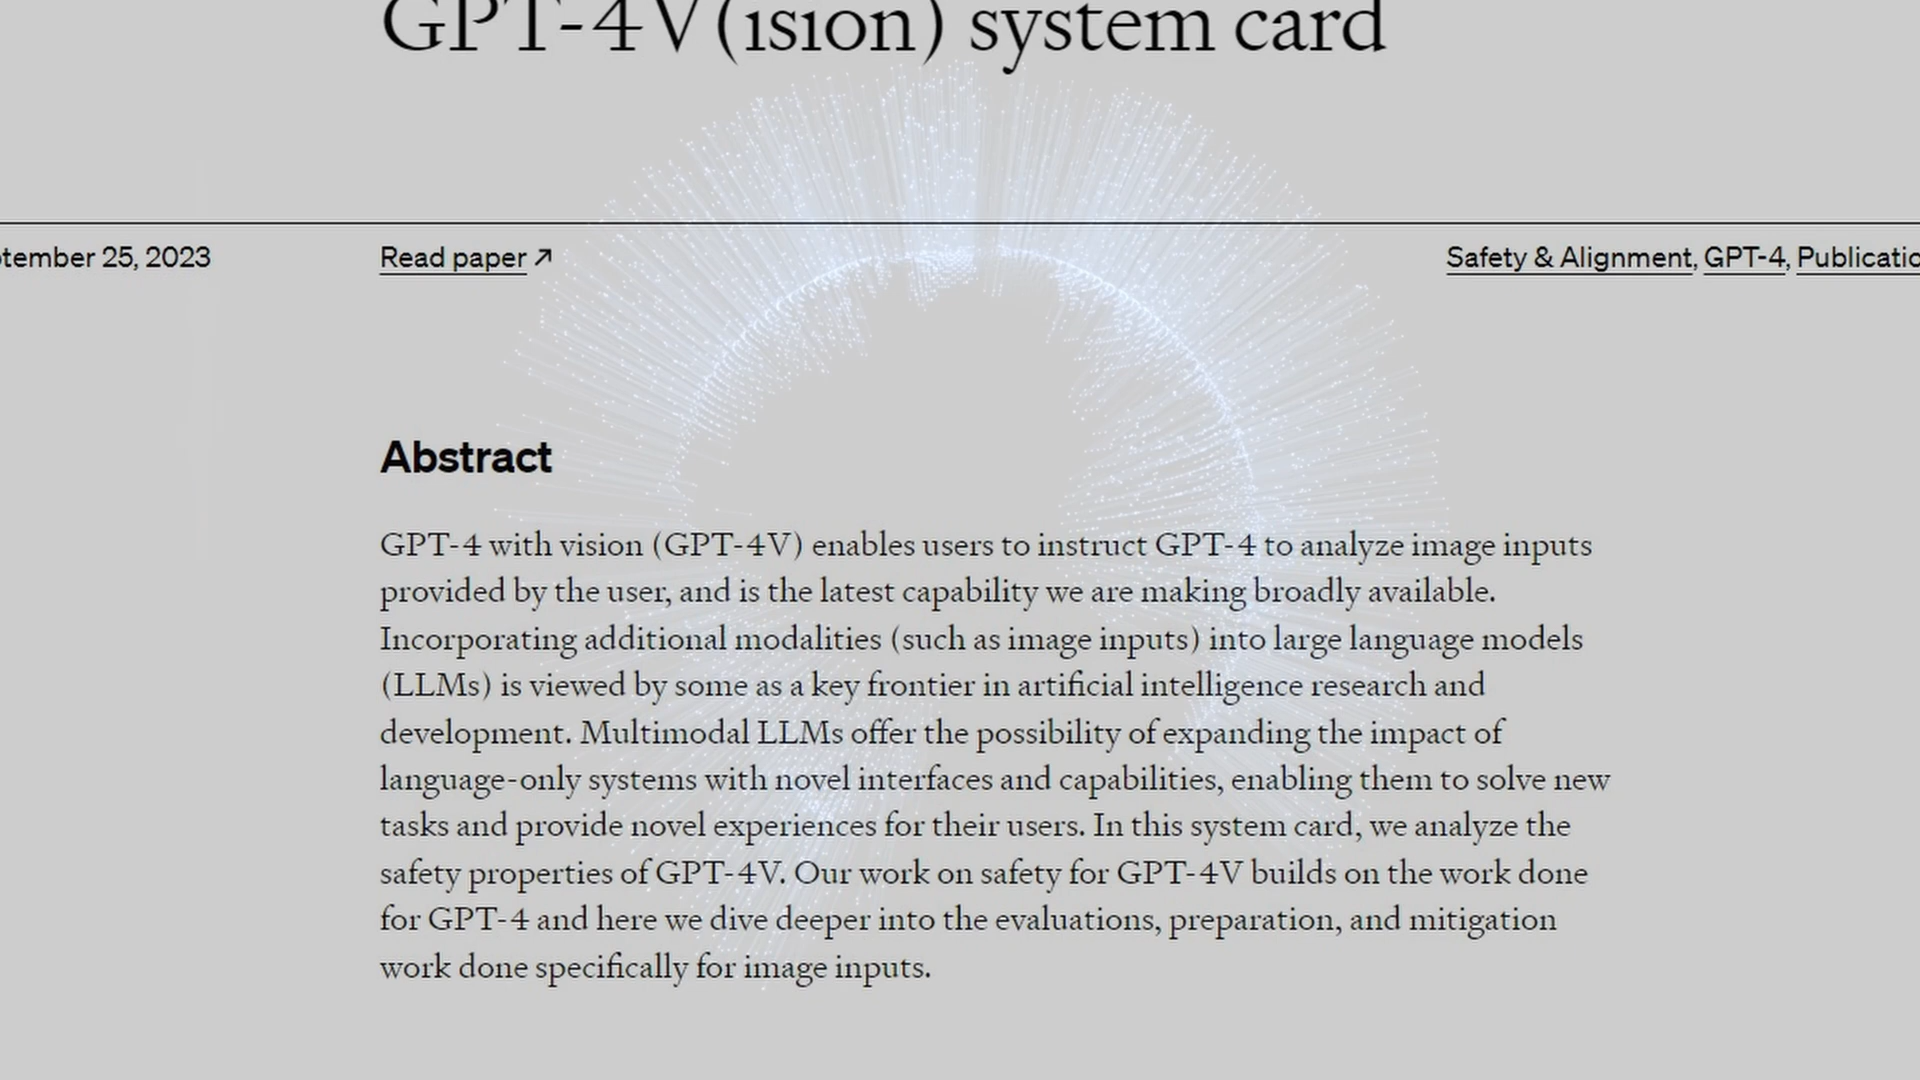 GPT-4V(ision) system card
tember 25, 2023
Read paper ↗
Safety & Alignment, GPT-4, Publicatio
Abstract
GPT-4 with vision (GPT-4V) enables users to instruct GPT-4 to analyze image inputs
provided by the user, and is the latest capability we are making broadly available.
Incorporating additional modalities (such as image inputs) into large language models
(LLMs) is viewed by some as a key frontier in artificial intelligence research and
development. Multimodal LLMs offer the possibility of expanding the impact of
language-only systems with novel interfaces and capabilities, enabling them to solve new
tasks and provide novel experiences for their users. In this system card, we analyze the
safety properties of GPT-4V. Our work on safety for GPT-4V builds on the work done
for GPT-4 and here we dive deeper into the evaluations, preparation, and mitigation
work done specifically for image inputs.